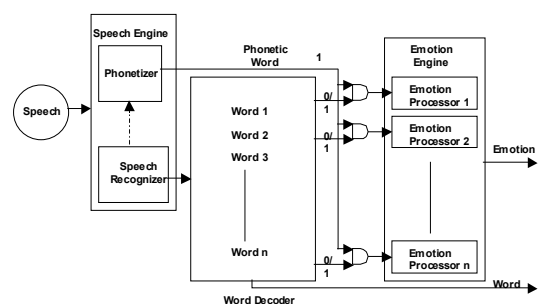 Speech Engine
Phonetizer
Speech
Speech
Recognizer
Phonetic
Word
1
Word 1
Word 2
Word 3
Word n
0/
1
0/
1
0/
1
Word Decoder
Emotion
Engine
Emotion
Processor 1
Emotion
Processor 2
Emotion
Processor n
Emotion
Word